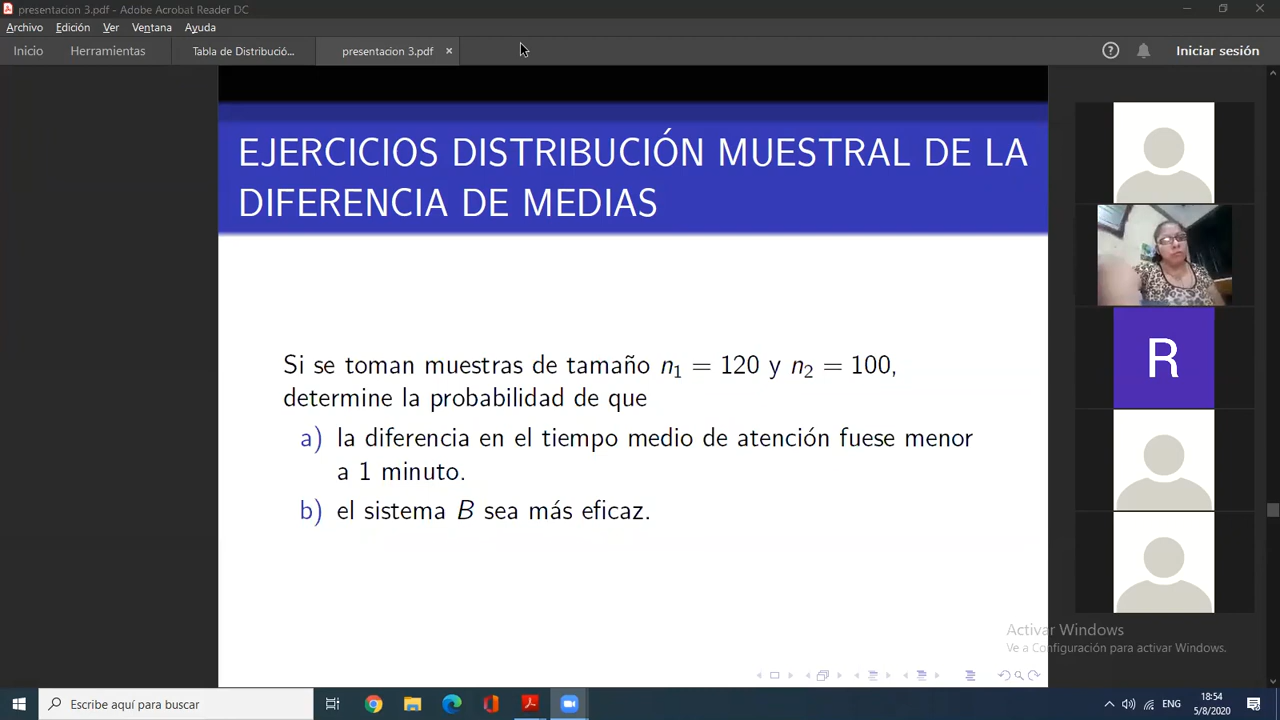 presentacion 3.pdf - Adobe Acrobat Reader DC
Archivo Edición Ver Ventana Ayuda
Inicio Herramientas Tabla de Distribució... presentacion 3.pdf × Iniciar sesión
EJERCICIOS DISTRIBUCIÓN MUESTRAL DE LA
DIFERENCIA DE MEDIAS
Si se toman muestras de tamaño n₁ = 120 y n₂ = 100,
determine la probabilidad de que
a) la diferencia en el tiempo medio de atención fuese menor
a 1 minuto.
b) el sistema B sea más eficaz.
R
Activar Windows
Ve a Configuración para activar Windows.
Escribe aquí para buscar
ENG
18:54
5/8/2020